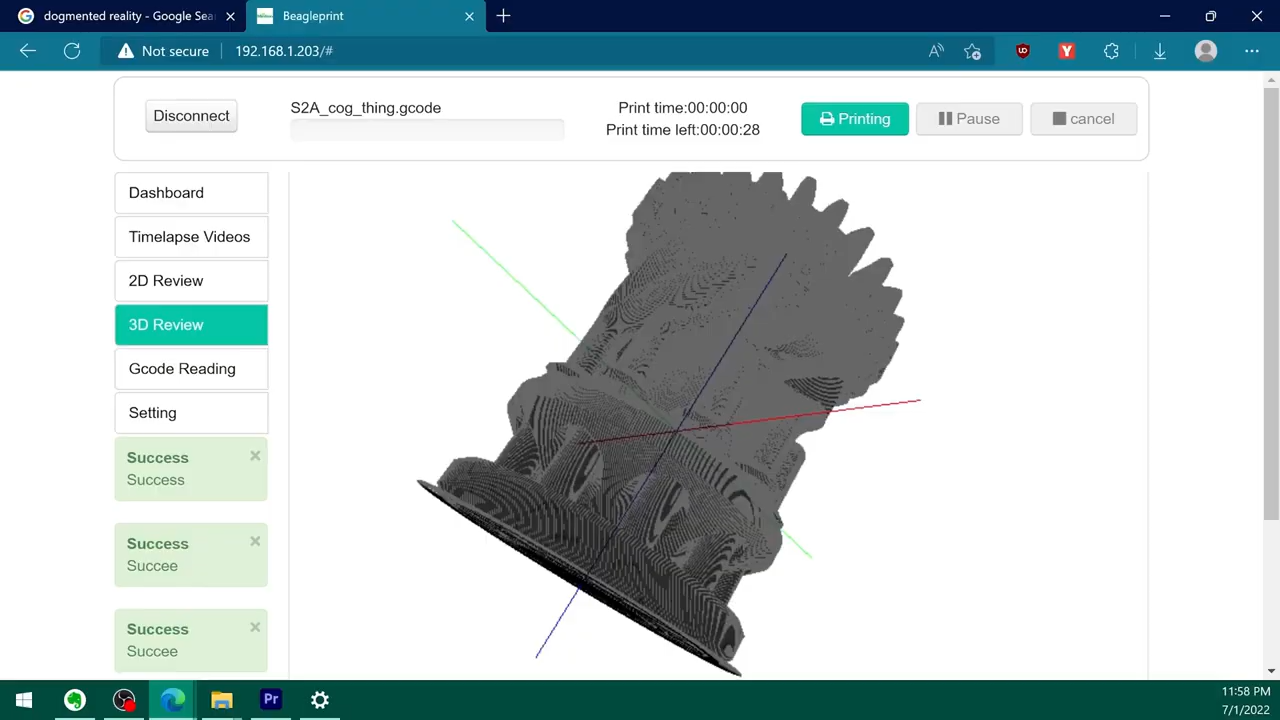 dogmented reality - Google Sea
Beagleprint
Not secure
192.168.1.203/#
Disconnect
S2A_cog_thing.gcode
Print time:00:00:00
Print time left:00:00:28
Printing
Pause
cancel
Dashboard
Timelapse Videos
2D Review
3D Review
Gcode Reading
Setting
Success
Success
Success
Succee
Success
Succee
11:58 PM
7/1/2022